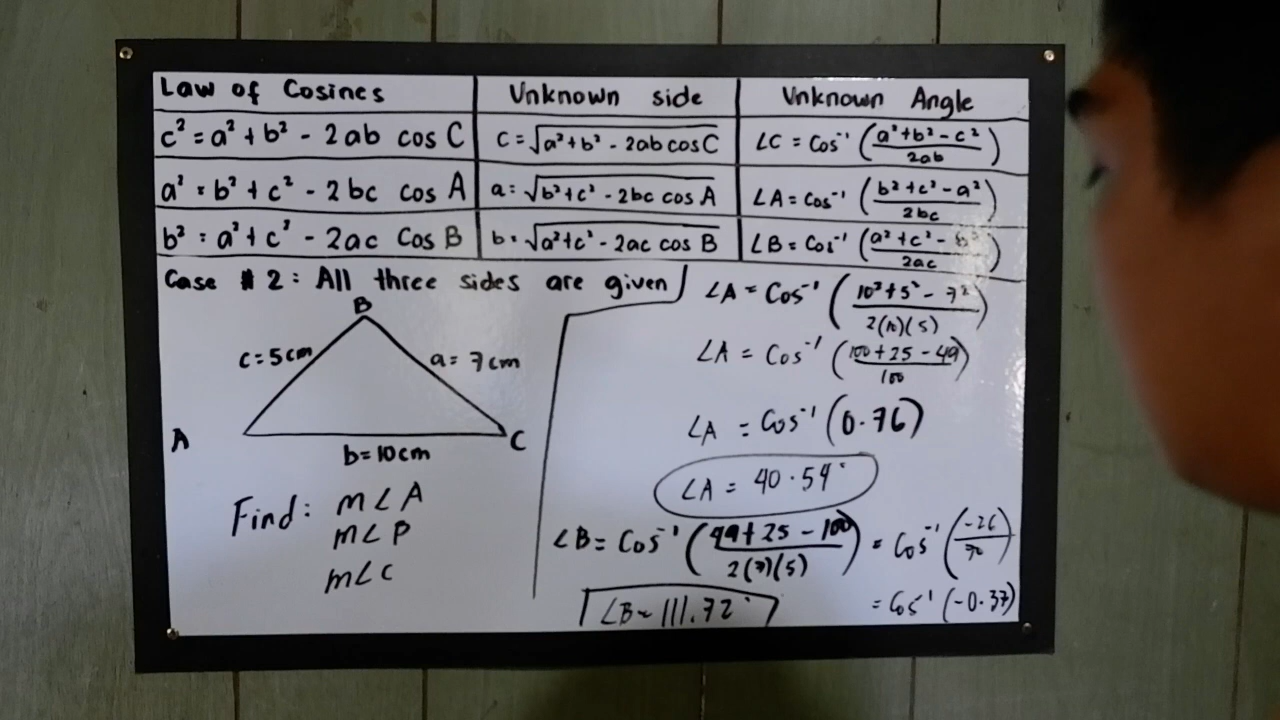 Law of Cosines
Unknown side
Unknown Angle
c² = a² + b² - 2ab cos C
C = √a² + b² - 2ab cos C
∠C = Cos⁻¹ (a² + b² - c² / 2ab)
a² = b² + c² - 2bc cos A
a = √b² + c² - 2bc cos A
∠A = Cos⁻¹ (b² + c² - a² / 2bc)
b² = a² + c² - 2ac Cos B
b = √a² + c² - 2ac cos B
∠B = Cos⁻¹ (a² + c² - b² / 2ac)
Case # 2: All three sides are given
B
c = 5cm
a = 7cm
A
C
b = 10cm
Find: m∠A
m∠B
m∠C
∠A = Cos⁻¹ (10² + 5² - 7² / 2(10)(5))
∠A = Cos⁻¹ (100 + 25 - 49 / 100)
∠A = Cos⁻¹ (0.76)
∠A = 40.54°
∠B = Cos⁻¹ (49 + 25 - 100 / 2(7)(5)) = Cos⁻¹ (-26 / 70)
= Cos⁻¹ (-0.37)
∠B = 111.72°